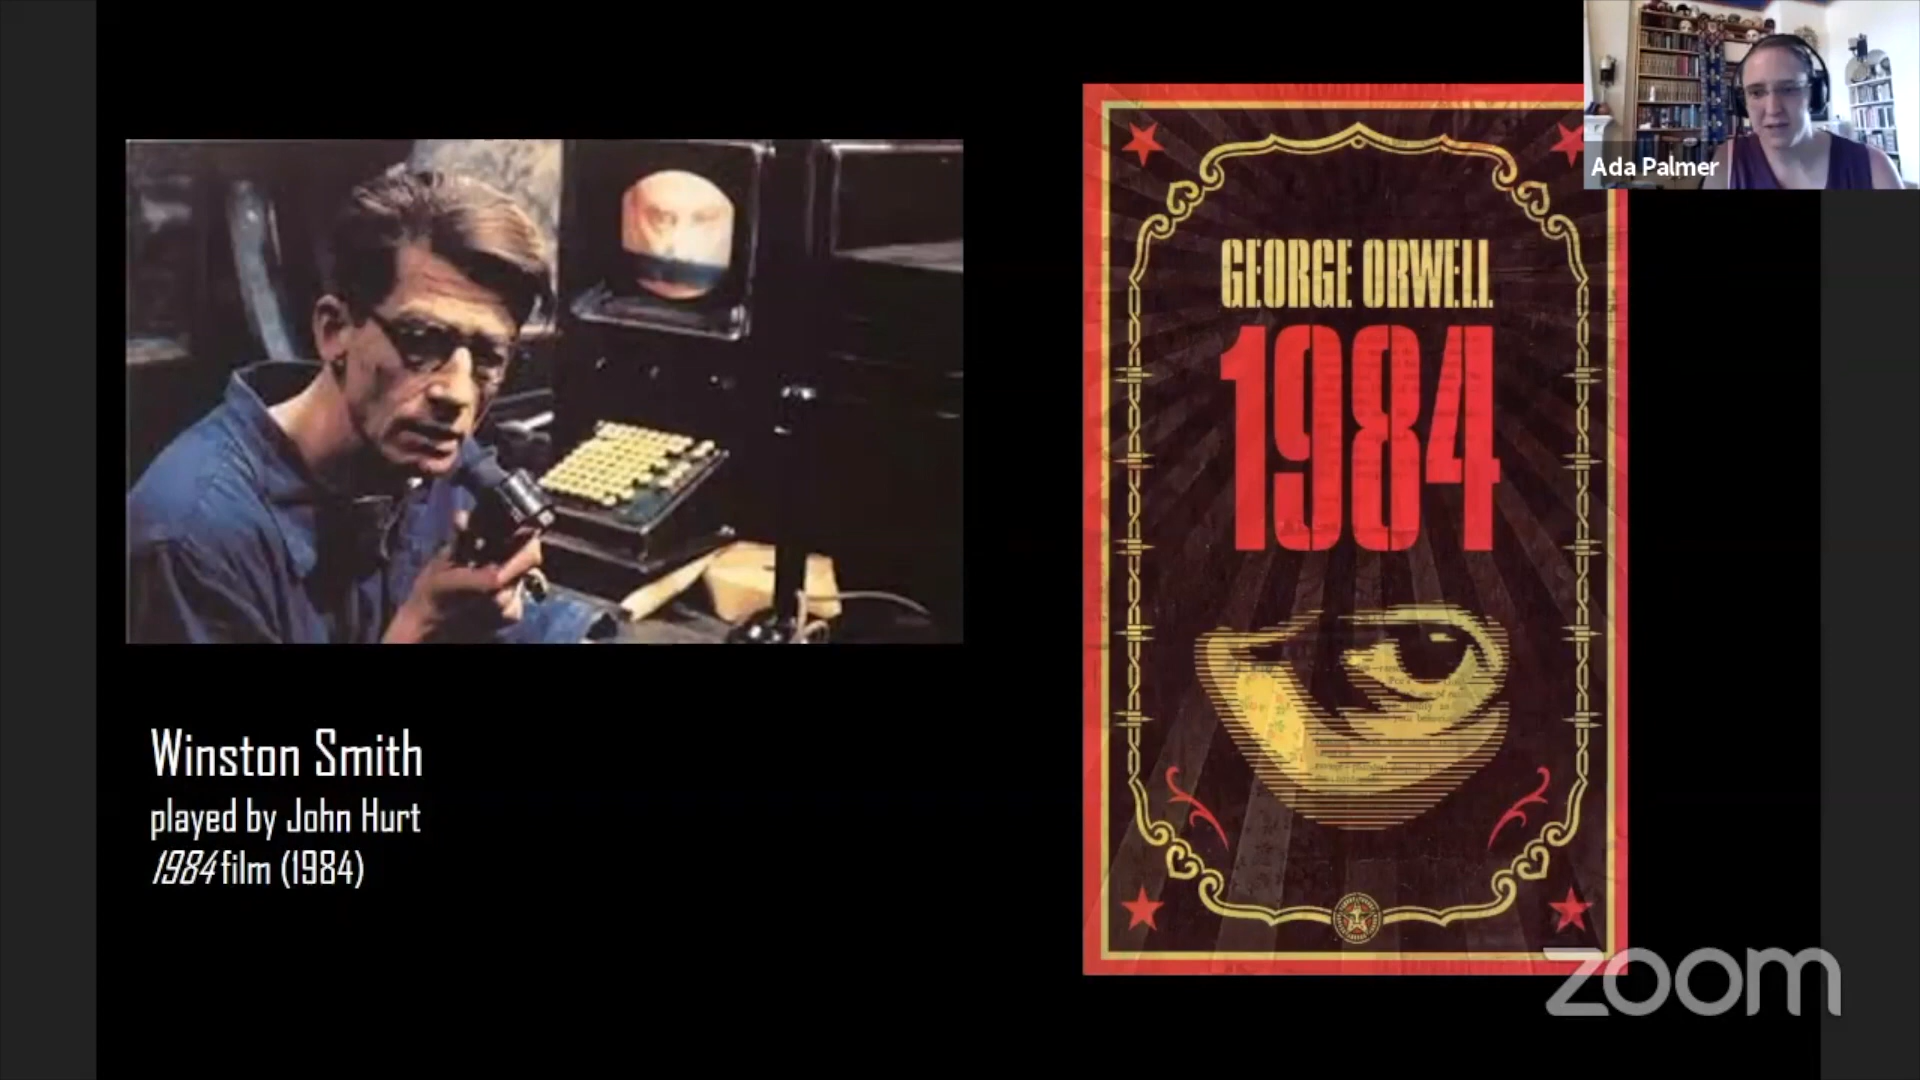 Ada Palmer
GEORGE ORWELL
1984
Winston Smith
played by John Hurt
1984 film (1984)
zoom